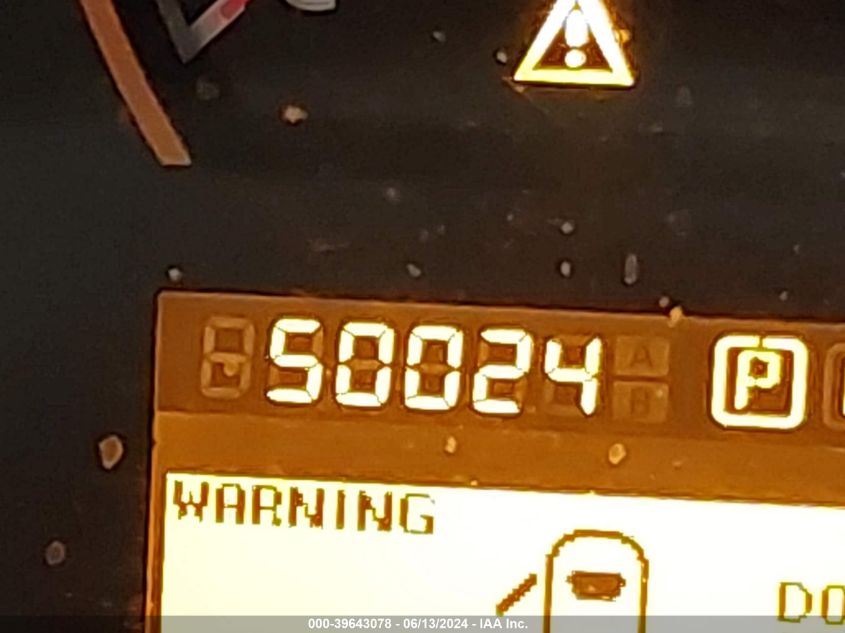 50024 P
WARNING
DO
000-39643078 - 06/13/2024 - IAA Inc.